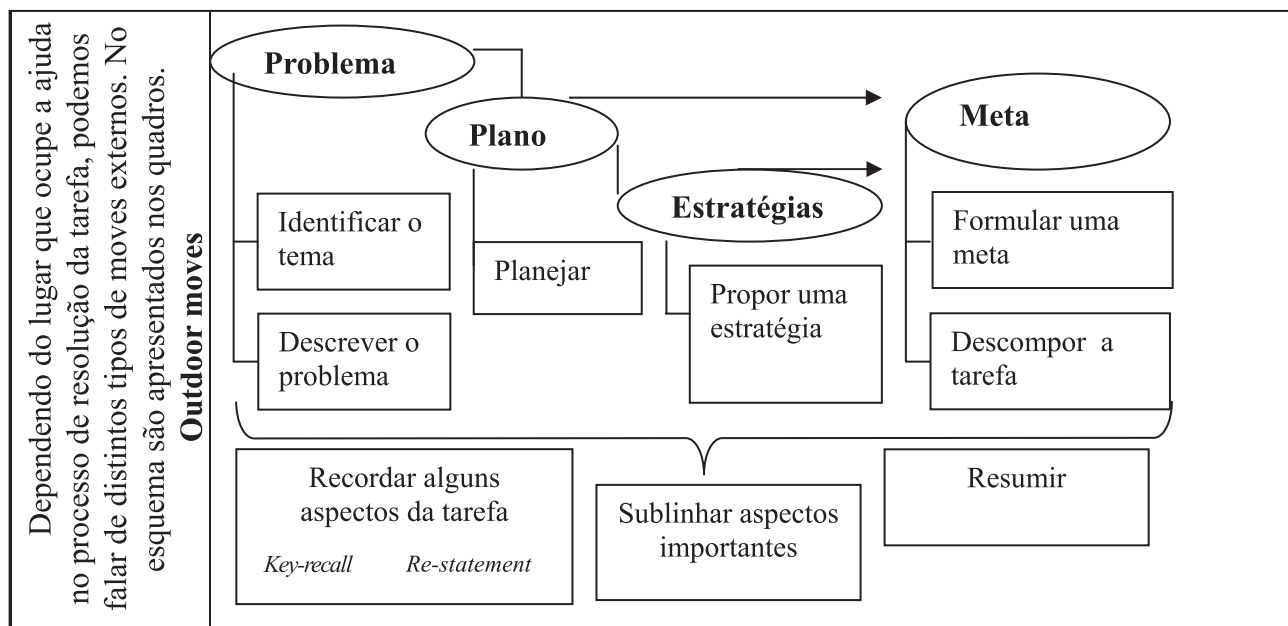 Dependendo do lugar que ocupe a ajuda
no processo de resolução da tarefa, podemos
falar de distintos tipos de moves externos. No
esquema são apresentados nos quadros.
Outdoor moves
Problema
Plano
Meta
Estratégias
Identificar o
tema
Planejar
Propor uma
estratégia
Formular uma
meta
Descrever o
problema
Descompor a
tarefa
Recordar alguns
aspectos da tarefa
Key-recall Re-statement
Sublinhar aspectos
importantes
Resumir